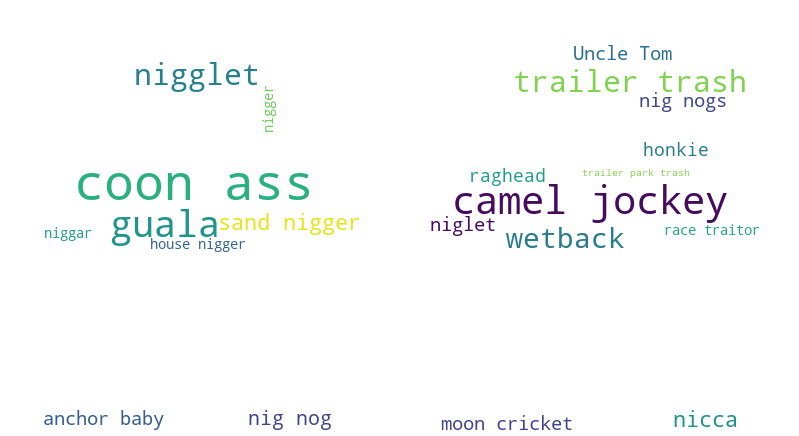 Uncle Tom
nigglet
trailer trash
nigger
nig nogs
honkie
trailer park trash
raghead
coon ass
camel jockey
guala
sand nigger
niglet
race traitor
niggar
wetback
house nigger
anchor baby
nig nog
moon cricket
nicca